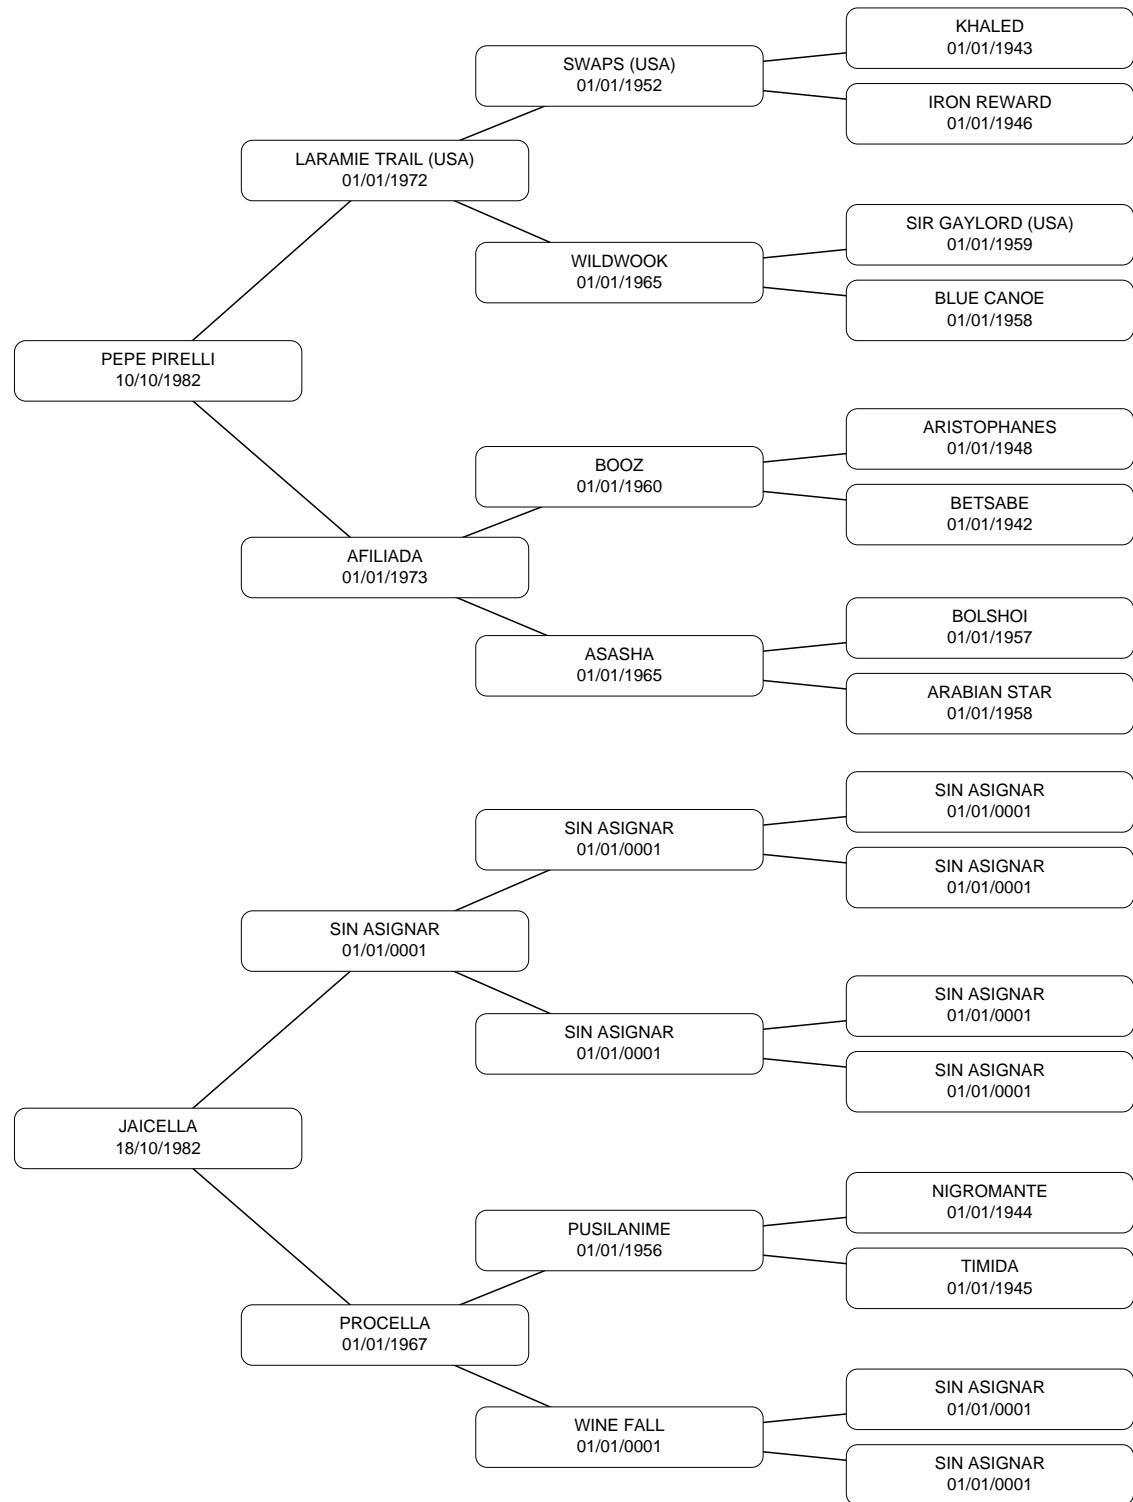 KHALED
01/01/1943
SWAPS (USA)
01/01/1952
IRON REWARD
01/01/1946
LARAMIE TRAIL (USA)
01/01/1972
SIR GAYLORD (USA)
01/01/1959
WILDWOOK
01/01/1965
BLUE CANOE
01/01/1958
PEPE PIRELLI
10/10/1982
ARISTOPHANES
01/01/1948
BOOZ
01/01/1960
BETSABE
01/01/1942
AFILIADA
01/01/1973
BOLSHOI
01/01/1957
ASASHA
01/01/1965
ARABIAN STAR
01/01/1958
SIN ASIGNAR
01/01/0001
SIN ASIGNAR
01/01/0001
SIN ASIGNAR
01/01/0001
SIN ASIGNAR
01/01/0001
SIN ASIGNAR
01/01/0001
SIN ASIGNAR
01/01/0001
SIN ASIGNAR
01/01/0001
JAICELLA
18/10/1982
NIGROMANTE
01/01/1944
PUSILANIME
01/01/1956
TIMIDA
01/01/1945
PROCELLA
01/01/1967
SIN ASIGNAR
01/01/0001
WINE FALL
01/01/0001
SIN ASIGNAR
01/01/0001